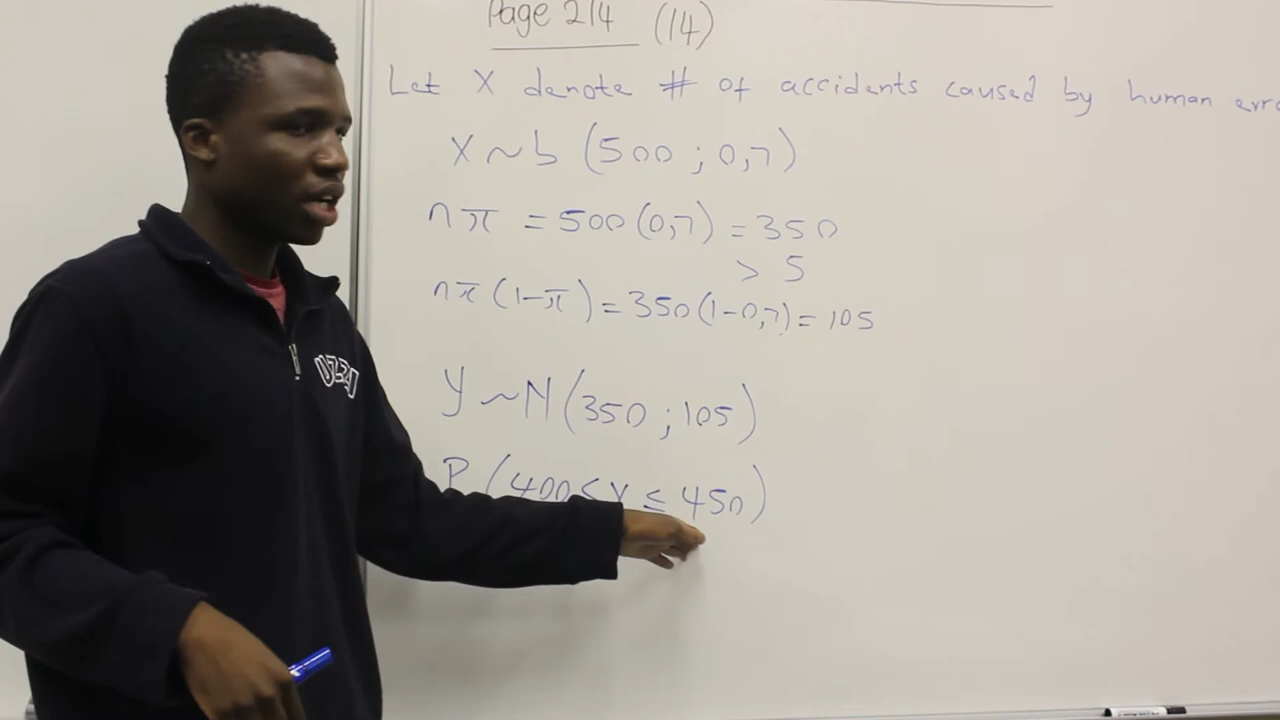 Page 214 (14)
Let X denote # of accidents caused by human
X ~ b (500 ; 0,7)
nπ = 500(0,7) = 350
> 5
nπ(1-π) = 350(1-0,7) = 105
Y ~ N(350 ; 105)
P(400 < X ≤ 450)